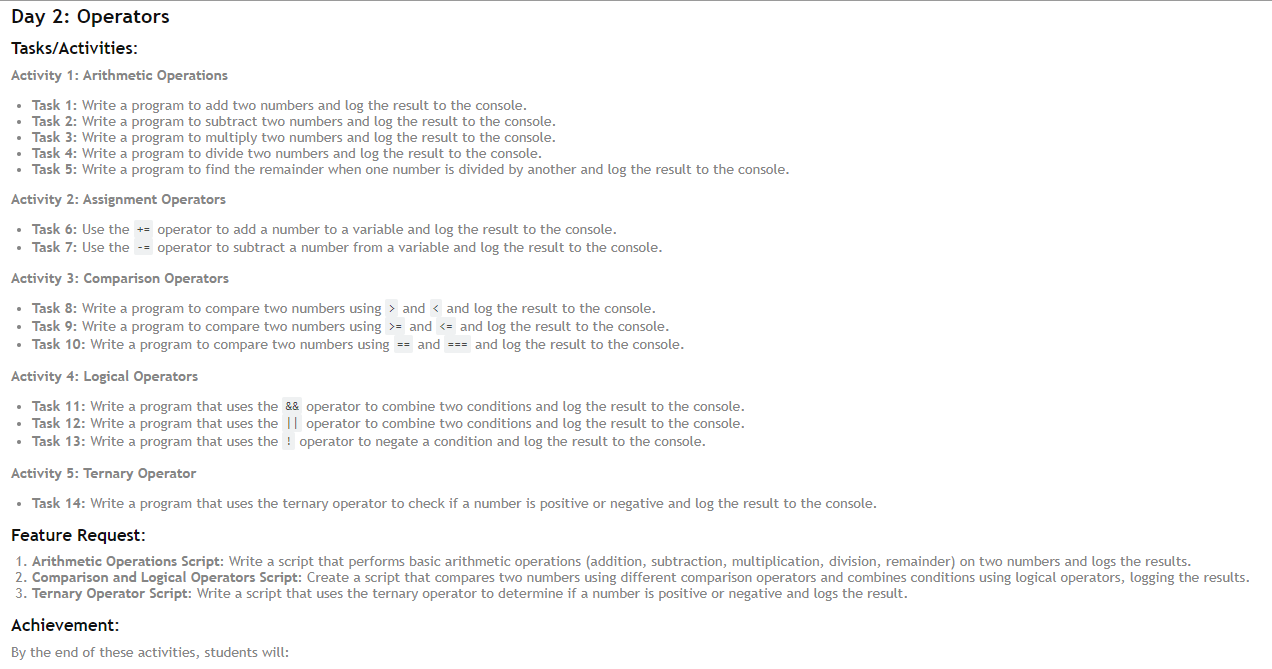 Day 2: Operators
Tasks/Activities:
Activity 1: Arithmetic Operations
• Task 1: Write a program to add two numbers and log the result to the console.
• Task 2: Write a program to subtract two numbers and log the result to the console.
• Task 3: Write a program to multiply two numbers and log the result to the console.
• Task 4: Write a program to divide two numbers and log the result to the console.
• Task 5: Write a program to find the remainder when one number is divided by another and log the result to the console.
Activity 2: Assignment Operators
• Task 6: Use the += operator to add a number to a variable and log the result to the console.
• Task 7: Use the -= operator to subtract a number from a variable and log the result to the console.
Activity 3: Comparison Operators
• Task 8: Write a program to compare two numbers using > and < and log the result to the console.
• Task 9: Write a program to compare two numbers using >= and <= and log the result to the console.
• Task 10: Write a program to compare two numbers using == and === and log the result to the console.
Activity 4: Logical Operators
• Task 11: Write a program that uses the && operator to combine two conditions and log the result to the console.
• Task 12: Write a program that uses the || operator to combine two conditions and log the result to the console.
• Task 13: Write a program that uses the ! operator to negate a condition and log the result to the console.
Activity 5: Ternary Operator
• Task 14: Write a program that uses the ternary operator to check if a number is positive or negative and log the result to the console.
Feature Request:
1. Arithmetic Operations Script: Write a script that performs basic arithmetic operations (addition, subtraction, multiplication, division, remainder) on two numbers and logs the results.
2. Comparison and Logical Operators Script: Create a script that compares two numbers using different comparison operators and combines conditions using logical operators, logging the results.
3. Ternary Operator Script: Write a script that uses the ternary operator to determine if a number is positive or negative and logs the result.
Achievement:
By the end of these activities, students will: